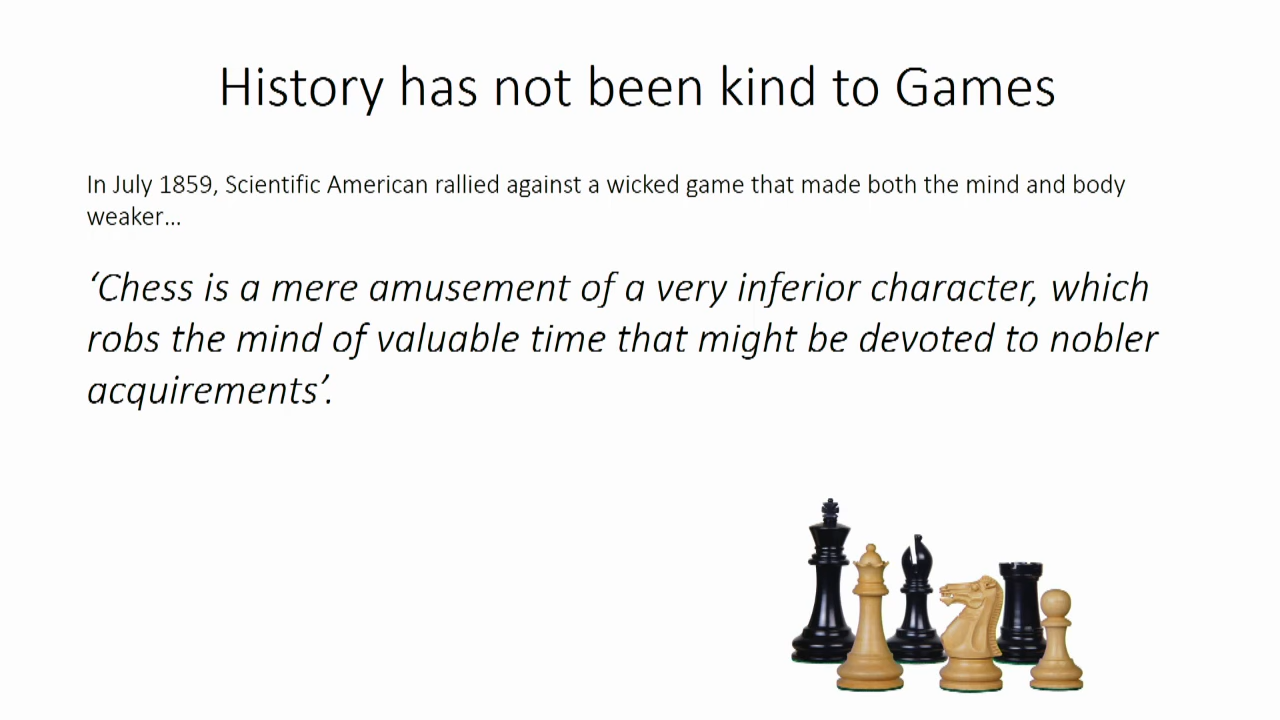 History has not been kind to Games
In July 1859, Scientific American rallied against a wicked game that made both the mind and body
weaker…
‘Chess is a mere amusement of a very inferior character, which
robs the mind of valuable time that might be devoted to nobler
acquirements’.